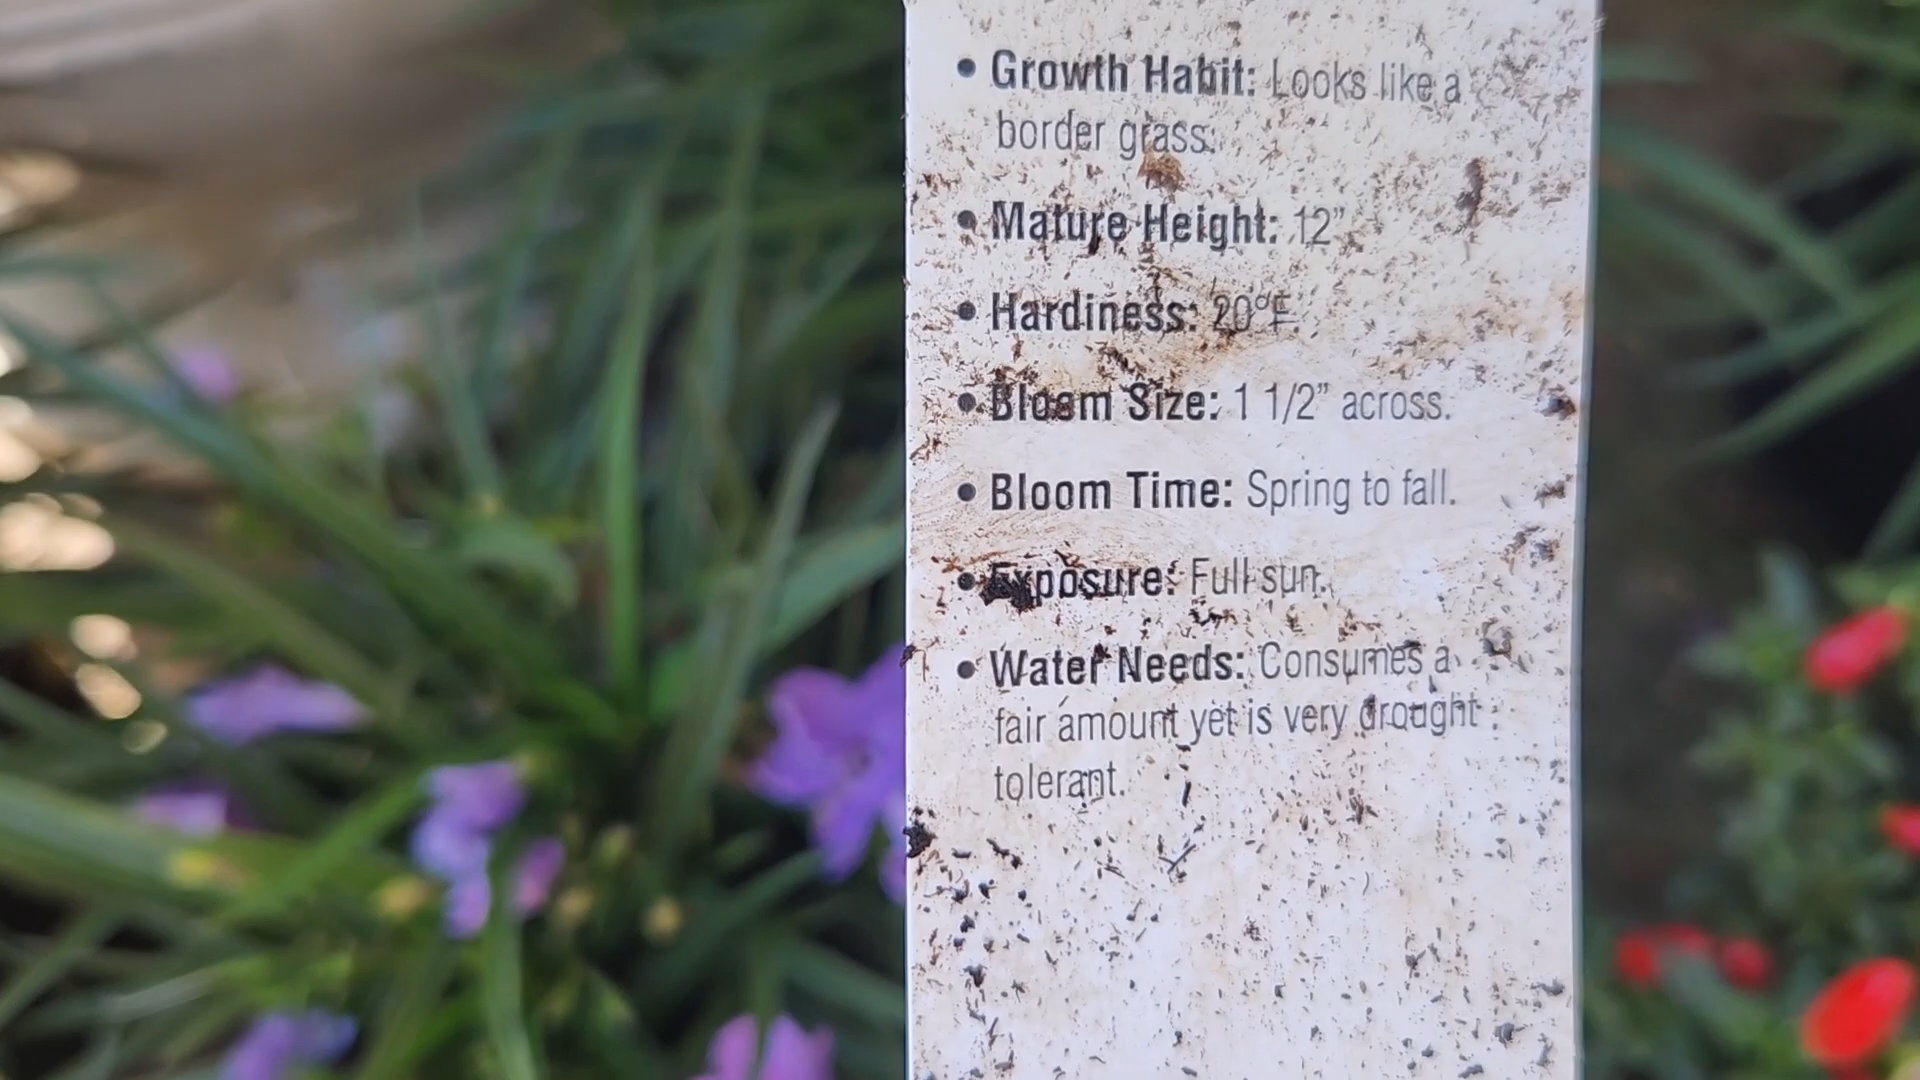 • Growth Habit: Looks like a
border grass.
• Mature Height: 12”
• Hardiness: 20°F.
• Bloom Size: 1 1/2” across.
• Bloom Time: Spring to fall.
• Exposure: Full sun.
• Water Needs: Consumes a
fair amount yet is very drought
tolerant.